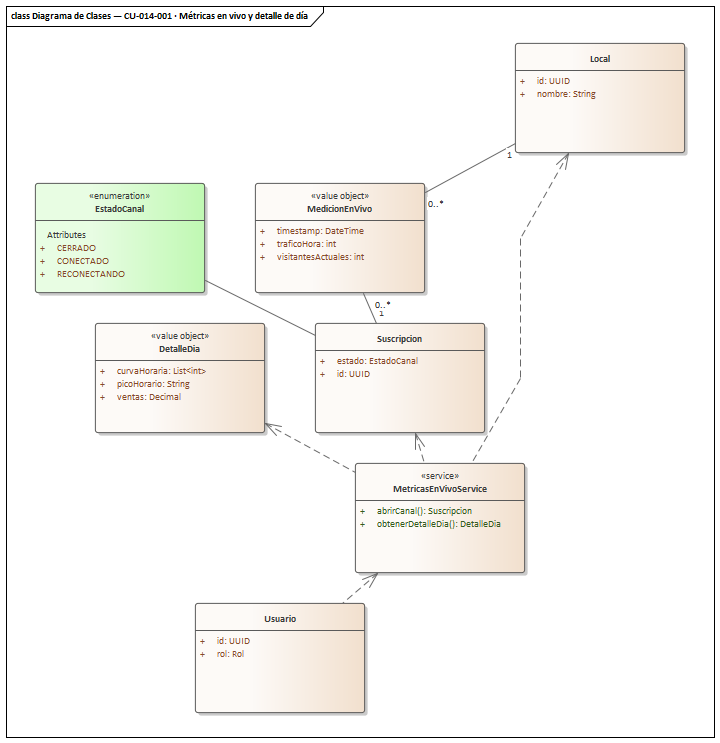 class Diagrama de Clases — CU-014-001 · Métricas en vivo y detalle de día
Local
+ id: UUID
+ nombre: String
1
0..*
«enumeration»
EstadoCanal
Attributes
+ CERRADO
+ CONECTADO
+ RECONECTANDO
«value object»
MedicionEnVivo
+ timestamp: DateTime
+ traficoHora: int
+ visitantesActuales: int
0..*
1
«value object»
DetalleDia
+ curvaHoraria: List<int>
+ picoHorario: String
+ ventas: Decimal
Suscripcion
+ estado: EstadoCanal
+ id: UUID
«service»
MetricasEnVivoService
+ abrirCanal(): Suscripcion
+ obtenerDetalleDia(): DetalleDia
Usuario
+ id: UUID
+ rol: Rol